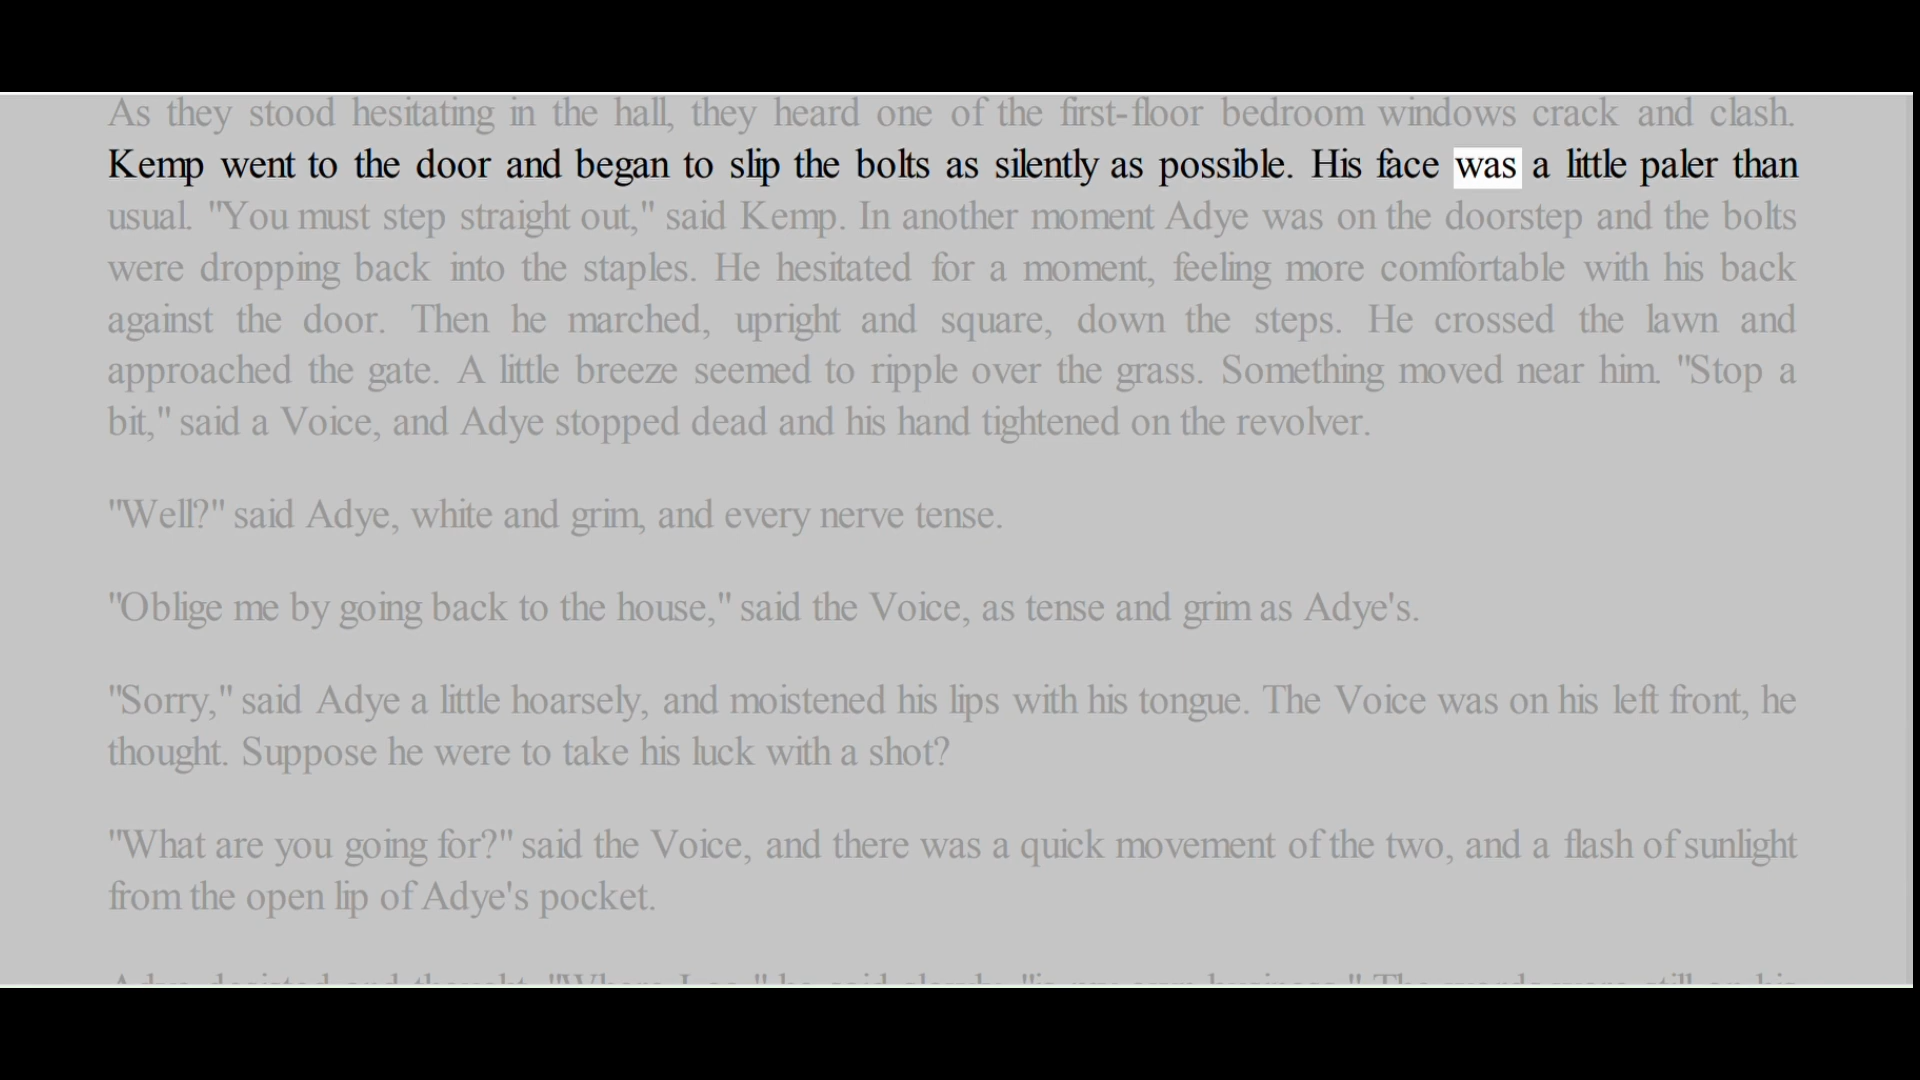 As they stood hesitating in the hall, they heard one of the first-floor bedroom windows crack and clash.
Kemp went to the door and began to slip the bolts as silently as possible. His face was a little paler than
usual. "You must step straight out," said Kemp. In another moment Adye was on the doorstep and the bolts
were dropping back into the staples. He hesitated for a moment, feeling more comfortable with his back
against the door. Then he marched, upright and square, down the steps. He crossed the lawn and
approached the gate. A little breeze seemed to ripple over the grass. Something moved near him. "Stop a
bit," said a Voice, and Adye stopped dead and his hand tightened on the revolver.
"Well?" said Adye, white and grim, and every nerve tense.
"Oblige me by going back to the house," said the Voice, as tense and grim as Adye's.
"Sorry," said Adye a little hoarsely, and moistened his lips with his tongue. The Voice was on his left front, he
thought. Suppose he were to take his luck with a shot?
"What are you going for?" said the Voice, and there was a quick movement of the two, and a flash of sunlight
from the open lip of Adye's pocket.